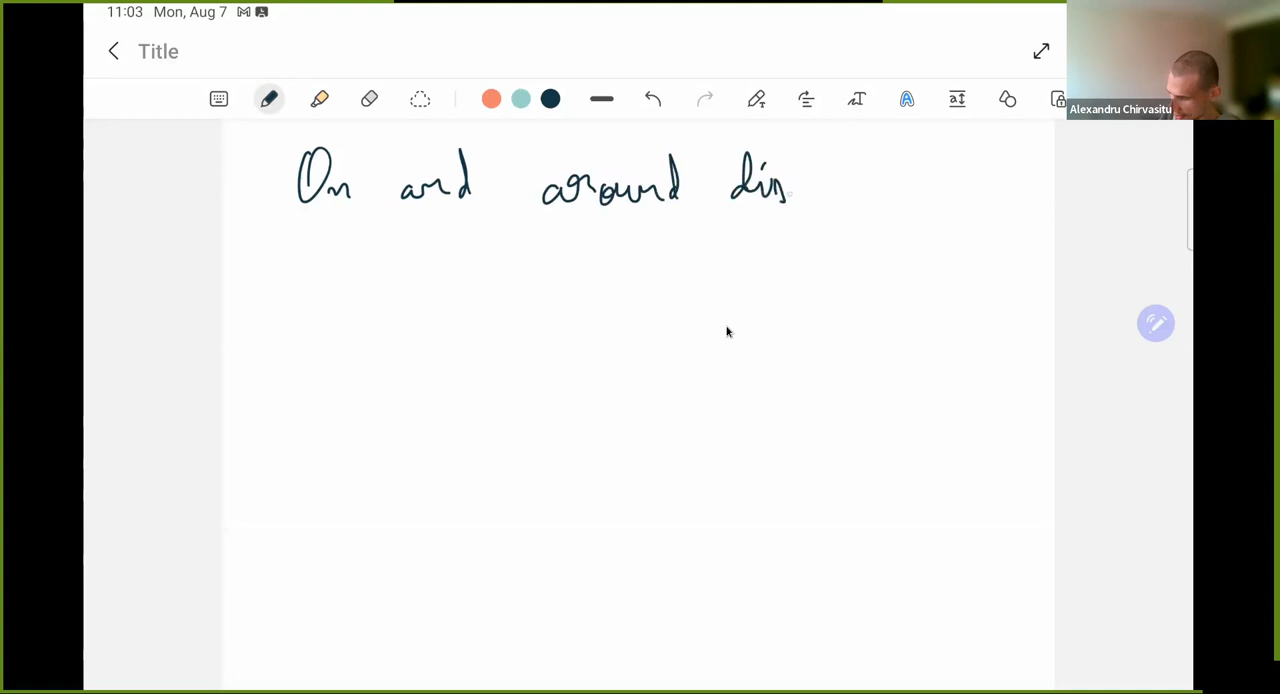 11:03 Mon, Aug 7
Title
Alexandru Chirvasitu
On and around dis